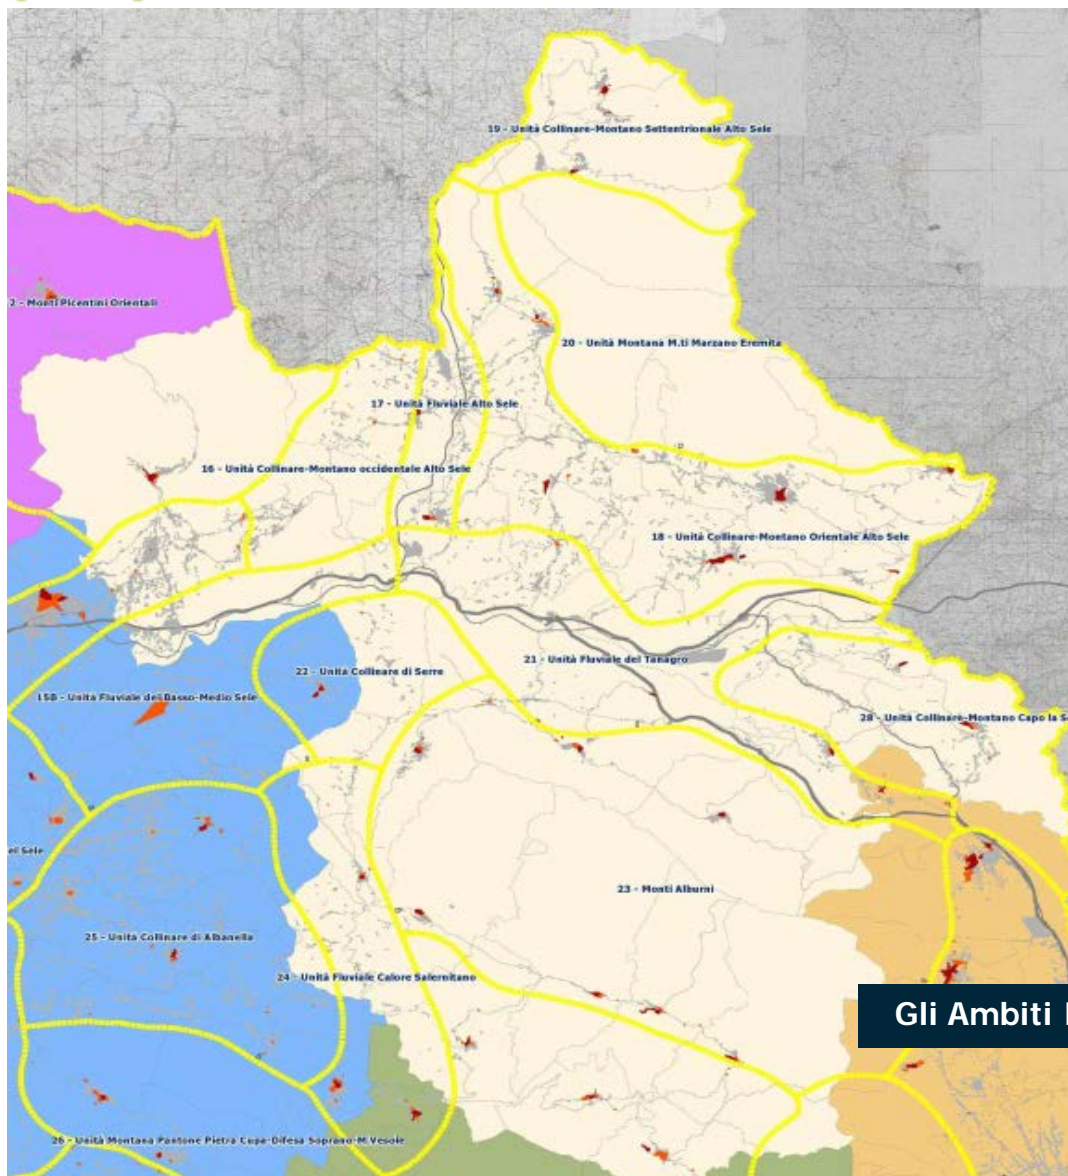 19 - Unità Collinare-Montano Settentrionale Alto Sele
2 - Monti Picentini Orientali
20 - Unità Montana M.ti Marzano Eremita
17 - Unità Fluviale Alto Sele
16 - Unità Collinare-Montano occidentale Alto Sele
18 - Unità Collinare-Montano Orientale Alto Sele
21 - Unità Fluviale del Tanagro
22 - Unità Collinare di Serre
15B - Unità Fluviale del Basso-Medio Sele
28 - Unità Collinare-Montano Capo la S
el Sele
23 - Monti Alburni
25 - Unità Collinare di Albanella
24 - Unità Fluviale Calore Salernitano
Gli Ambiti
26 - Unità Montana Pantone Pietra Cupa-Difesa Soprano-M.Vesole